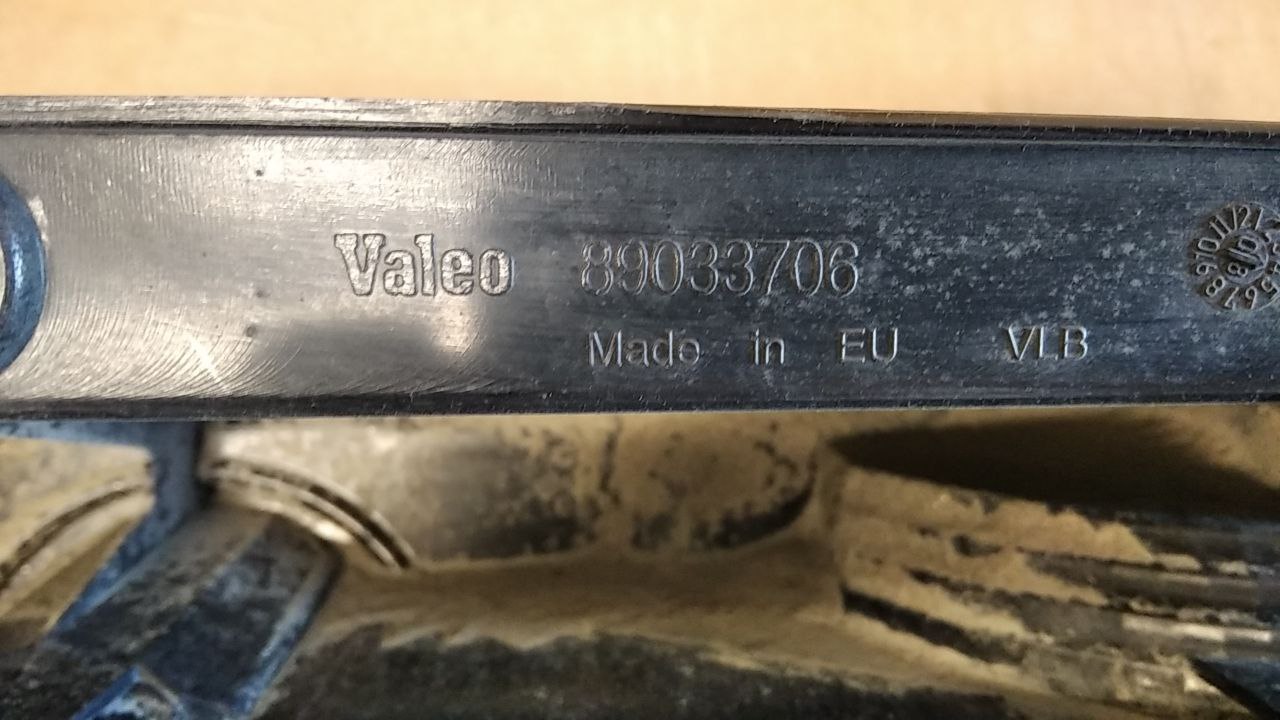 Valeo 89033706
Made in EU VLB